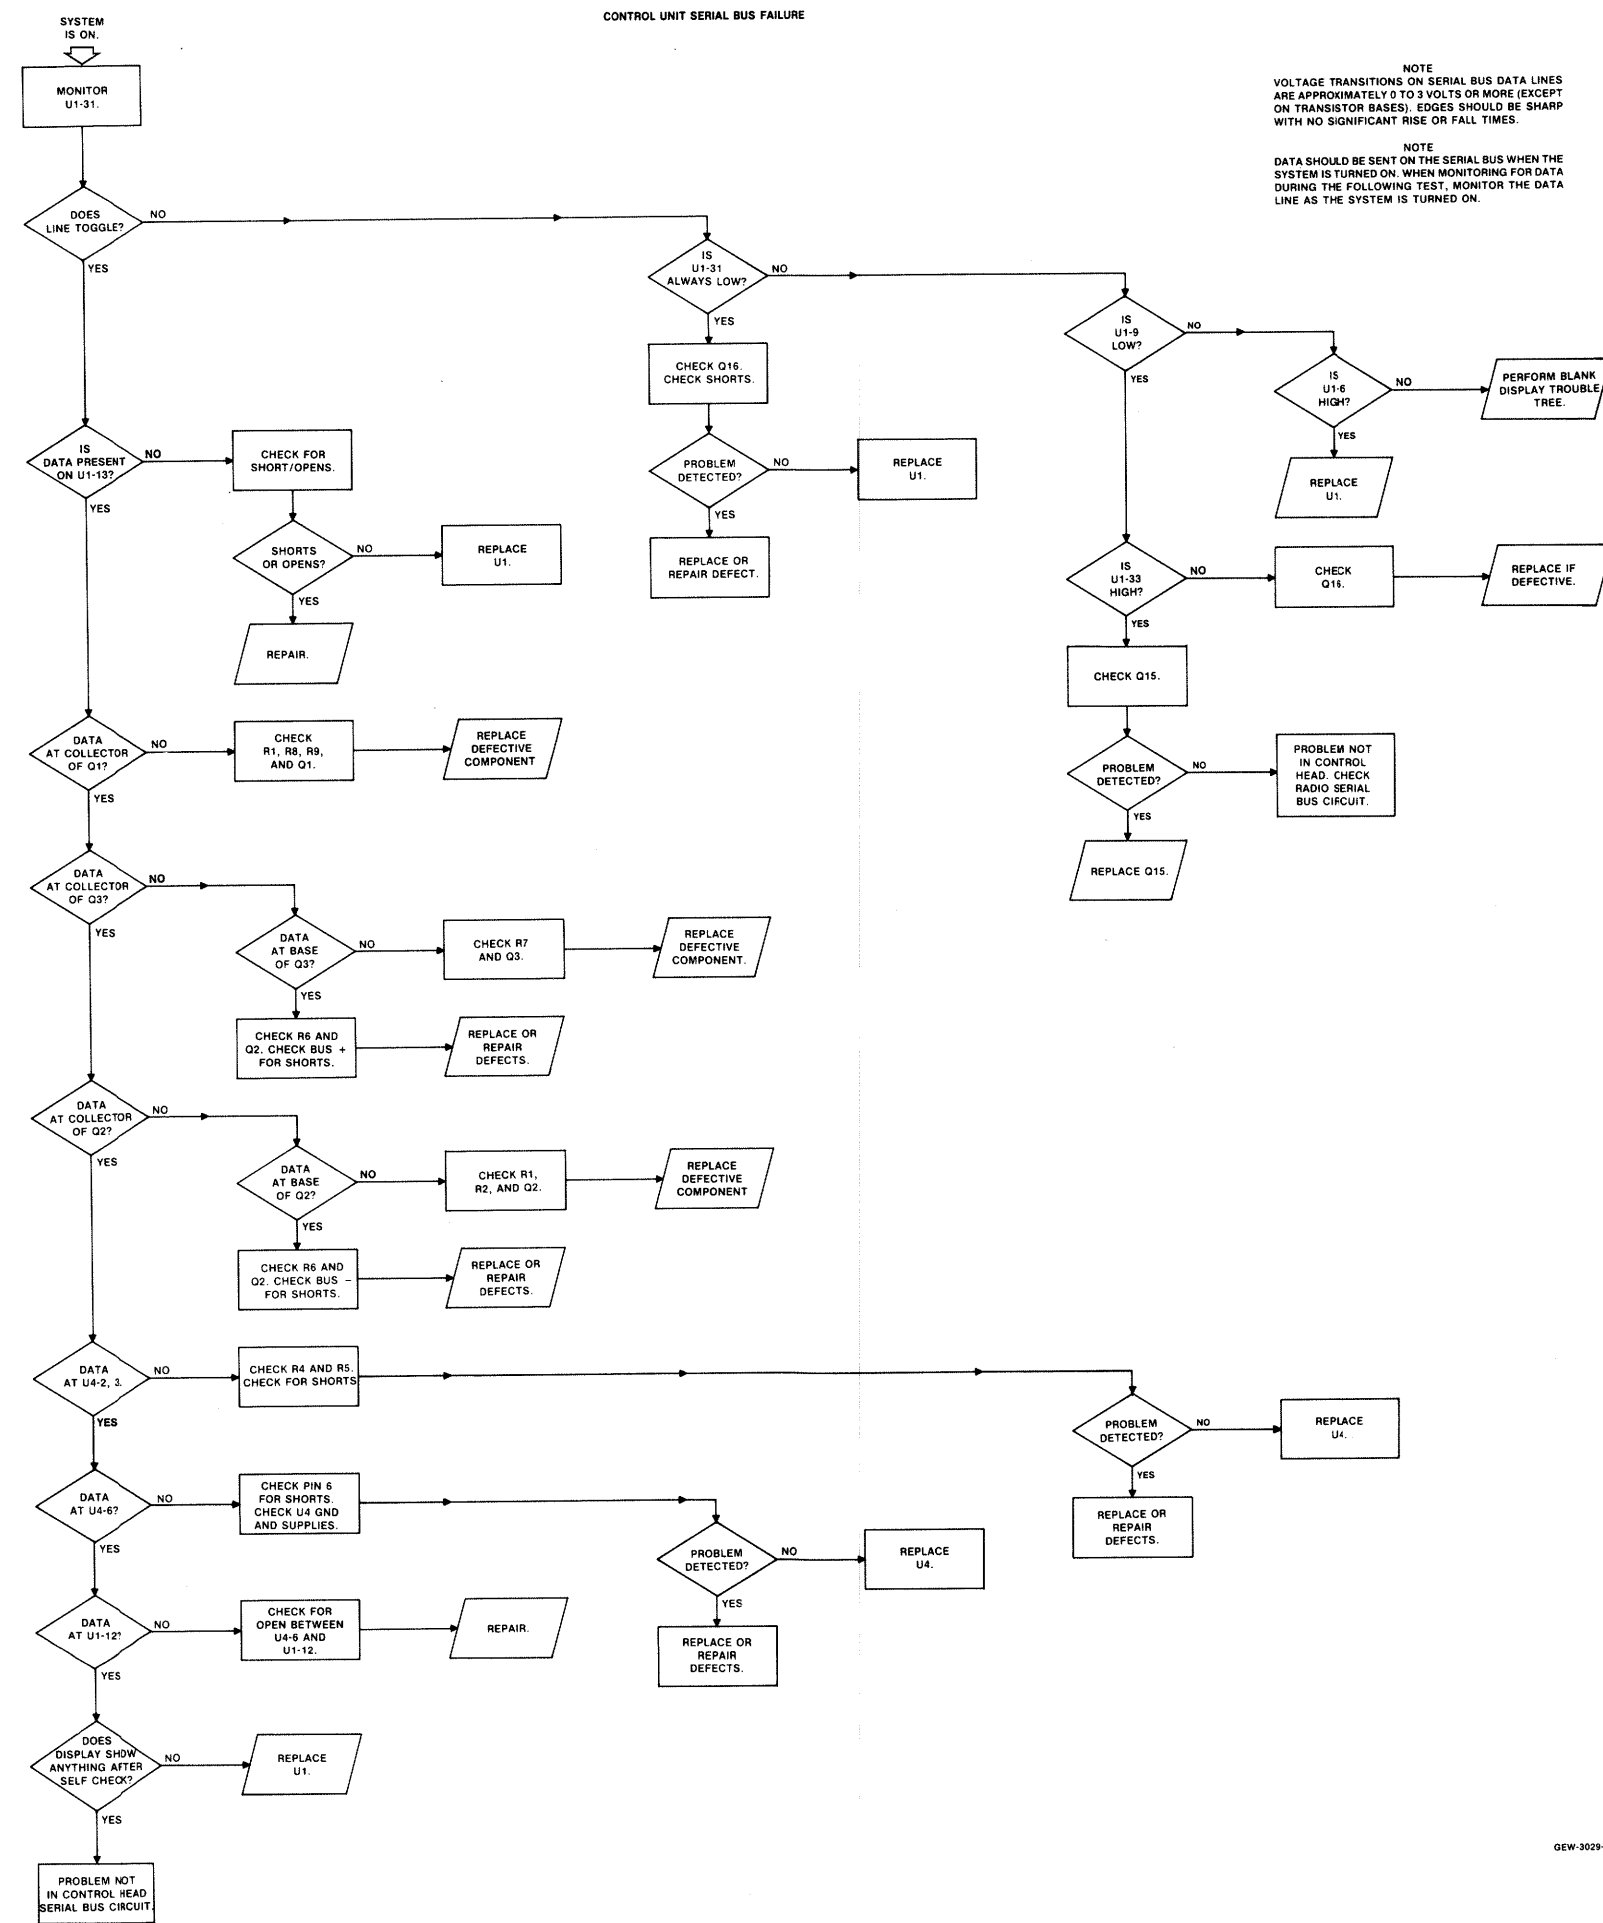 CONTROL UNIT SERIAL BUS FAILURE
SYSTEM
IS ON.
MONITOR
U1-31.
NOTE
VOLTAGE TRANSITIONS ON SERIAL BUS DATA LINES
ARE APPROXIMATELY 0 TO 3 VOLTS OR MORE (EXCEPT
ON TRANSISTOR BASES). EDGES SHOULD BE SHARP
WITH NO SIGNIFICANT RISE OR FALL TIMES.
NOTE
DATA SHOULD BE SENT ON THE SERIAL BUS WHEN THE
SYSTEM IS TURNED ON. WHEN MONITORING FOR DATA
DURING THE FOLLOWING TEST, MONITOR THE DATA
LINE AS THE SYSTEM IS TURNED ON.
DOES
LINE TOGGLE?
NO
YES
IS
U1-31
ALWAYS LOW?
NO
YES
CHECK Q16.
CHECK SHORTS.
PROBLEM
DETECTED?
NO
REPLACE
U1.
YES
REPLACE OR
REPAIR DEFECT.
IS
U1-9
LOW?
NO
YES
IS
U1-6
HIGH?
NO
PERFORM BLANK
DISPLAY TROUBLE
TREE.
YES
REPLACE
U1.
IS
U1-33
HIGH?
NO
CHECK
Q16.
REPLACE IF
DEFECTIVE.
YES
CHECK Q15.
PROBLEM
DETECTED?
NO
PROBLEM NOT
IN CONTROL
HEAD. CHECK
RADIO SERIAL
BUS CIRCUIT.
YES
REPLACE Q15.
IS
DATA PRESENT
ON U1-13?
NO
CHECK FOR
SHORT/OPENS.
YES
SHORTS
OR OPENS?
NO
REPLACE
U1.
YES
REPAIR.
DATA
AT COLLECTOR
OF Q1?
NO
CHECK
R1, R8, R9,
AND Q1.
REPLACE
DEFECTIVE
COMPONENT
YES
DATA
AT COLLECTOR
OF Q3?
NO
YES
DATA
AT BASE
OF Q3?
NO
CHECK R7
AND Q3.
REPLACE
DEFECTIVE
COMPONENT.
YES
CHECK R6 AND
Q2. CHECK BUS +
FOR SHORTS.
REPLACE OR
REPAIR
DEFECTS.
DATA
AT COLLECTOR
OF Q2?
NO
YES
DATA
AT BASE
OF Q2?
NO
CHECK R1,
R2, AND Q2.
REPLACE
DEFECTIVE
COMPONENT
YES
CHECK R6 AND
Q2. CHECK BUS −
FOR SHORTS.
REPLACE OR
REPAIR
DEFECTS.
DATA
AT U4-2, 3.
NO
CHECK R4 AND R5.
CHECK FOR SHORTS
YES
PROBLEM
DETECTED?
NO
REPLACE
U4.
YES
REPLACE OR
REPAIR
DEFECTS.
DATA
AT U4-6?
NO
CHECK PIN 6
FOR SHORTS.
CHECK U4 GND
AND SUPPLIES.
YES
PROBLEM
DETECTED?
NO
REPLACE
U4.
YES
REPLACE OR
REPAIR
DEFECTS.
DATA
AT U1-12?
NO
CHECK FOR
OPEN BETWEEN
U4-6 AND
U1-12.
REPAIR.
YES
DOES
DISPLAY SHOW
ANYTHING AFTER
SELF CHECK?
NO
REPLACE
U1.
YES
PROBLEM NOT
IN CONTROL HEAD
SERIAL BUS CIRCUIT.
GEW-3029-